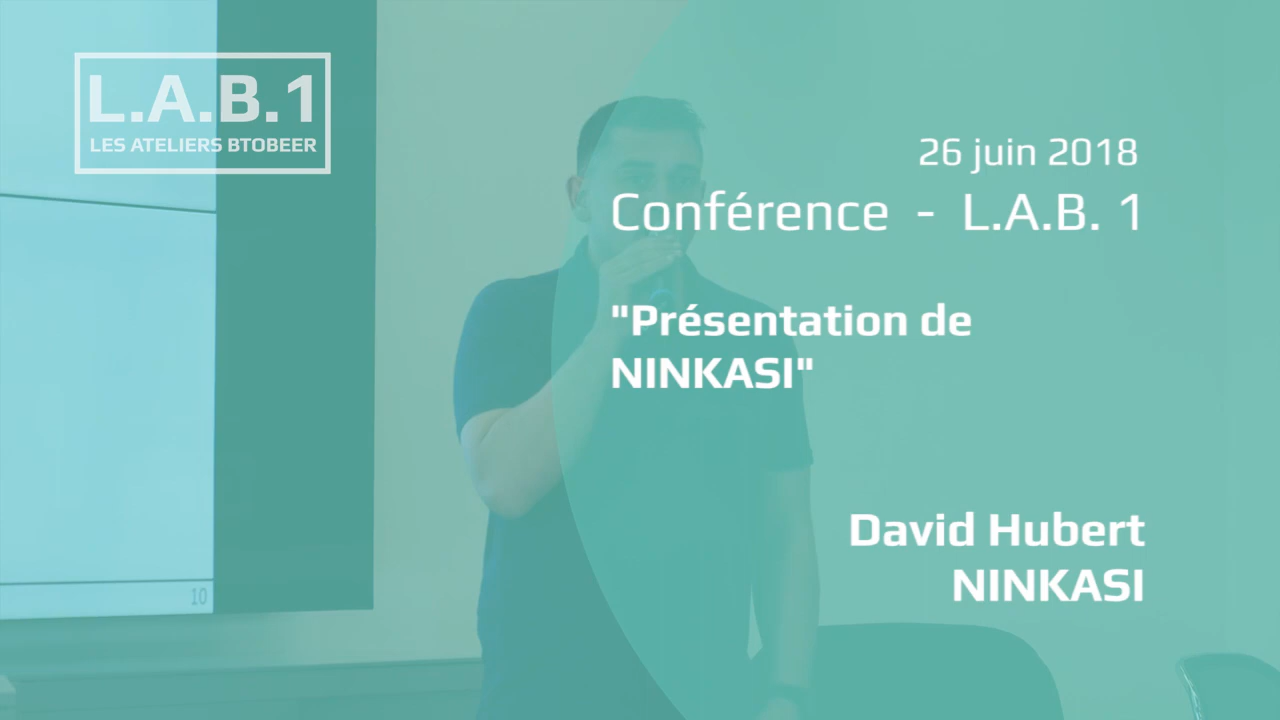 L.A.B.1
LES ATELIERS BTOBEER
26 juin 2018
Conférence - L.A.B. 1
"Présentation de
NINKASI"
David Hubert
NINKASI
10